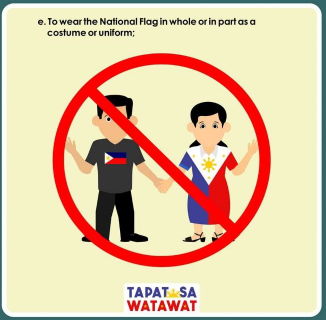 e. To wear the National Flag in whole or in part as a
costume or uniform;
TAPAT SA
WATAWAT